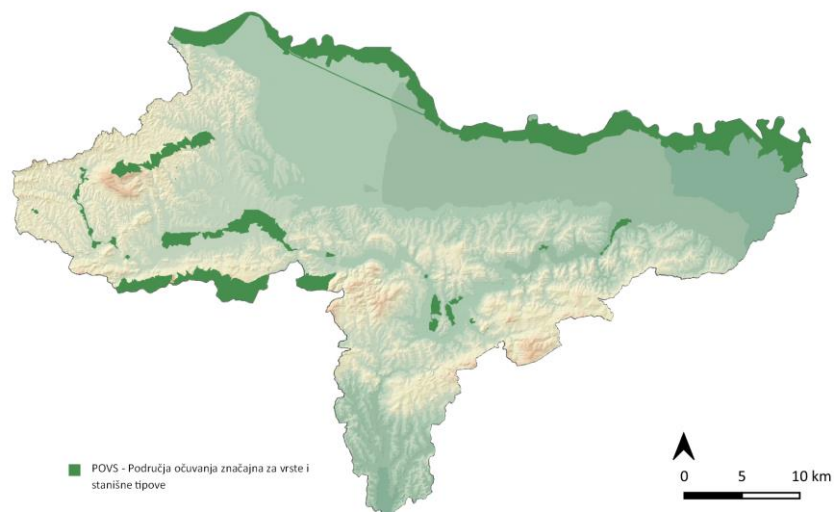 POVS - Područja očuvanja značajna za vrste i
stanišne tipove
0 5 10 km